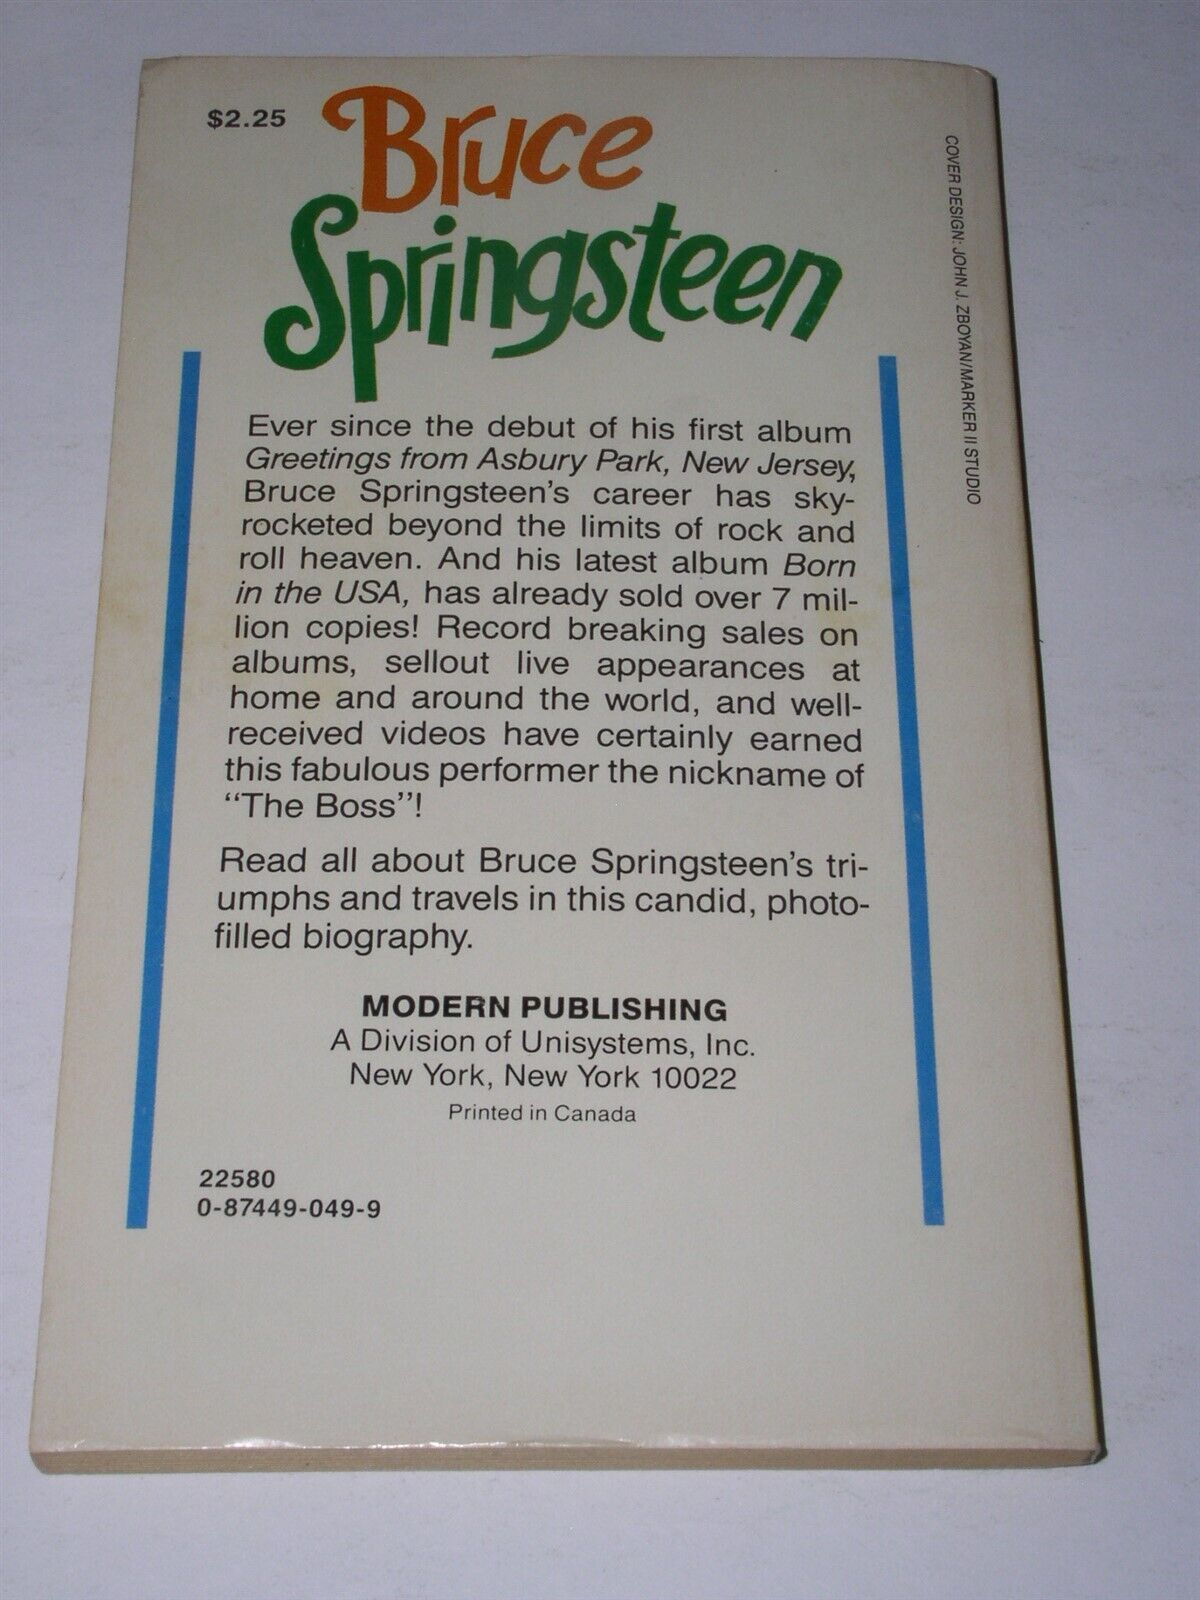 $2.25
Bruce
Springsteen
COVER DESIGN: JOHN J. ZBOYAN/MARKER II STUDIO
Ever since the debut of his first album
Greetings from Asbury Park, New Jersey,
Bruce Springsteen's career has sky-
rocketed beyond the limits of rock and
roll heaven. And his latest album Born
in the USA, has already sold over 7 mil-
lion copies! Record breaking sales on
albums, sellout live appearances at
home and around the world, and well-
received videos have certainly earned
this fabulous performer the nickname of
“The Boss”!
Read all about Bruce Springsteen's tri-
umphs and travels in this candid, photo-
filled biography.
MODERN PUBLISHING
A Division of Unisystems, Inc.
New York, New York 10022
Printed in Canada
22580
0-87449-049-9